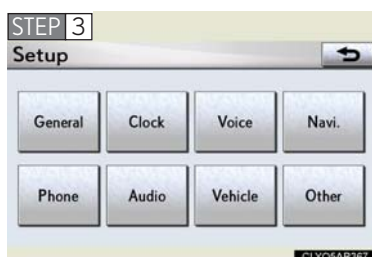 STEP 3
Setup
General Clock Voice Navi.
Phone Audio Vehicle Other